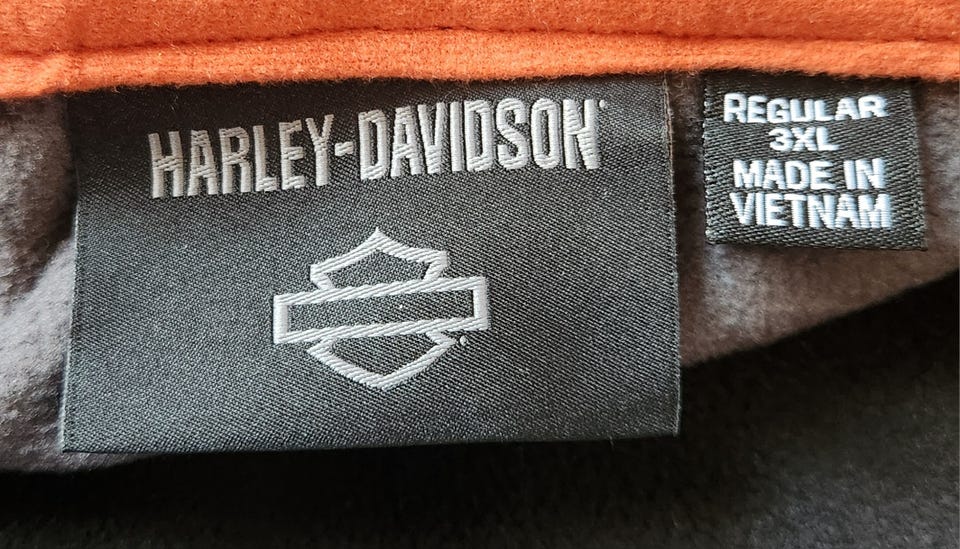 HARLEY-DAVIDSON
REGULAR
3XL
MADE IN
VIETNAM